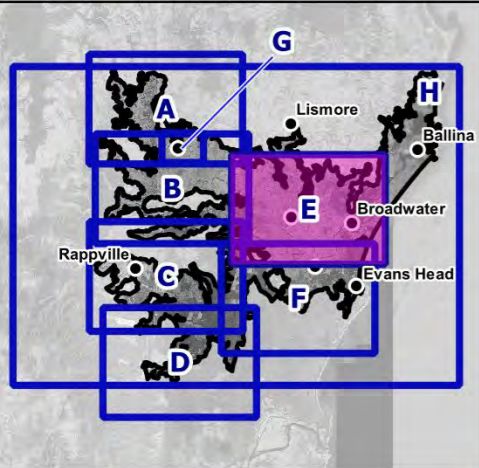 G
A
H
Lismore
Ballina
B
E
Broadwater
Rappville
C
Evans Head
F
D